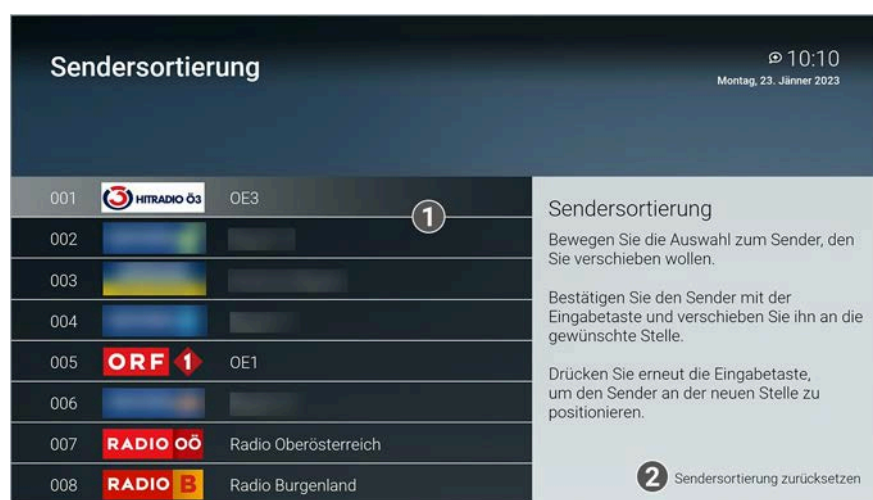 Sendersortierung
10:10
Montag, 23. Jänner 2023
001 3 HITRADIO Ö3 OE3
1
002
003
004
005 ORF 1 OE1
006
007 RADIO OÖ Radio Oberösterreich
008 RADIO B Radio Burgenland
Sendersortierung
Bewegen Sie die Auswahl zum Sender, den
Sie verschieben wollen.
Bestätigen Sie den Sender mit der
Eingabetaste und verschieben Sie ihn an die
gewünschte Stelle.
Drücken Sie erneut die Eingabetaste,
um den Sender an der neuen Stelle zu
positionieren.
2 Sendersortierung zurücksetzen